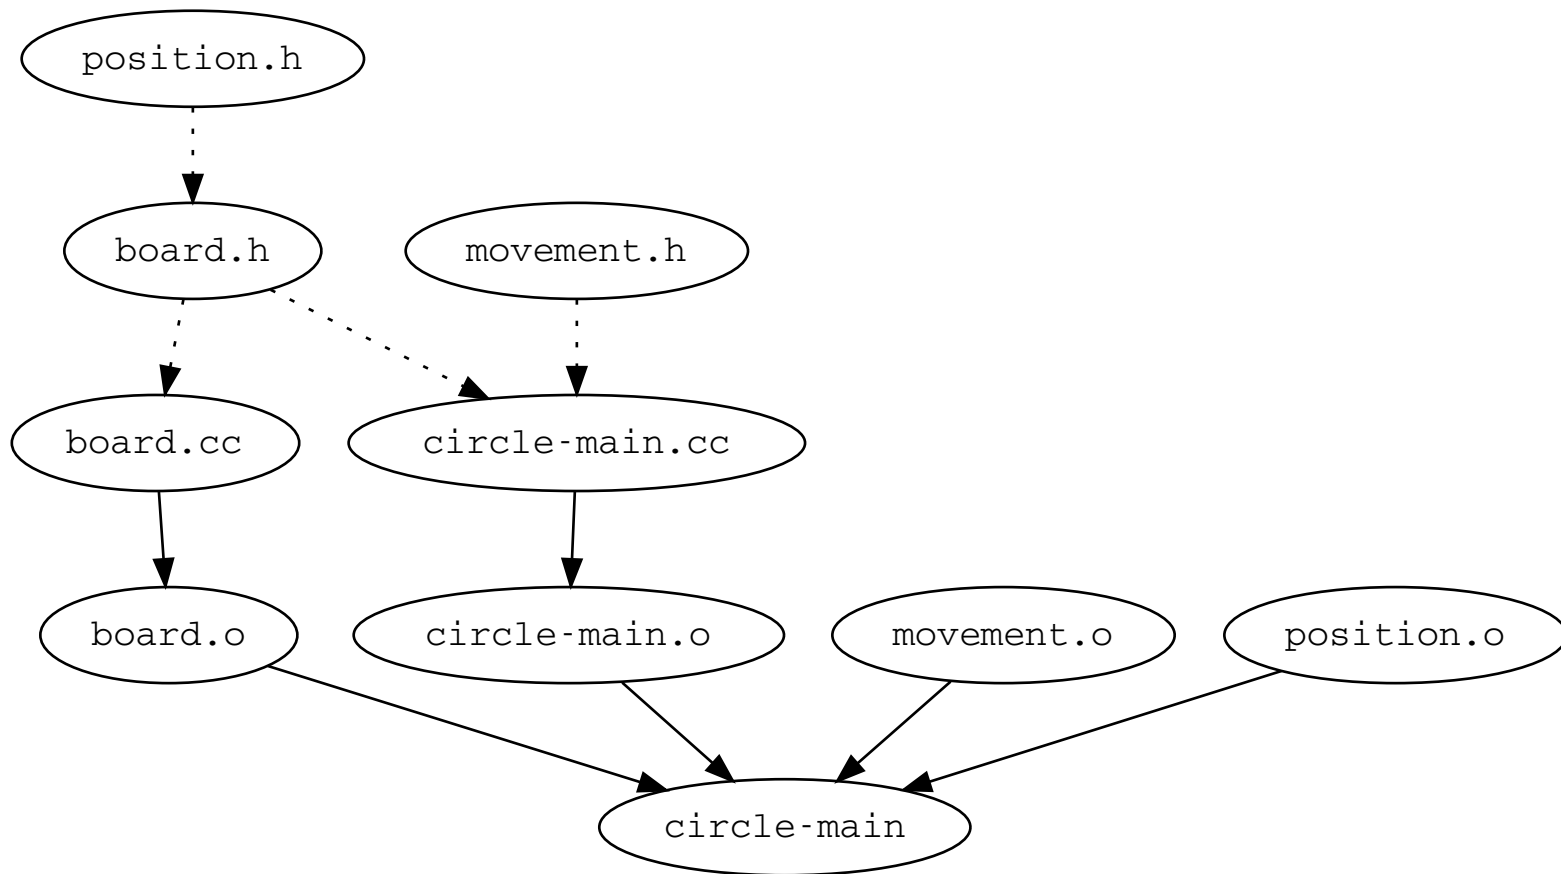 position.h
board.h
movement.h
board.cc
circle-main.cc
board.o
circle-main.o
movement.o
position.o
circle-main